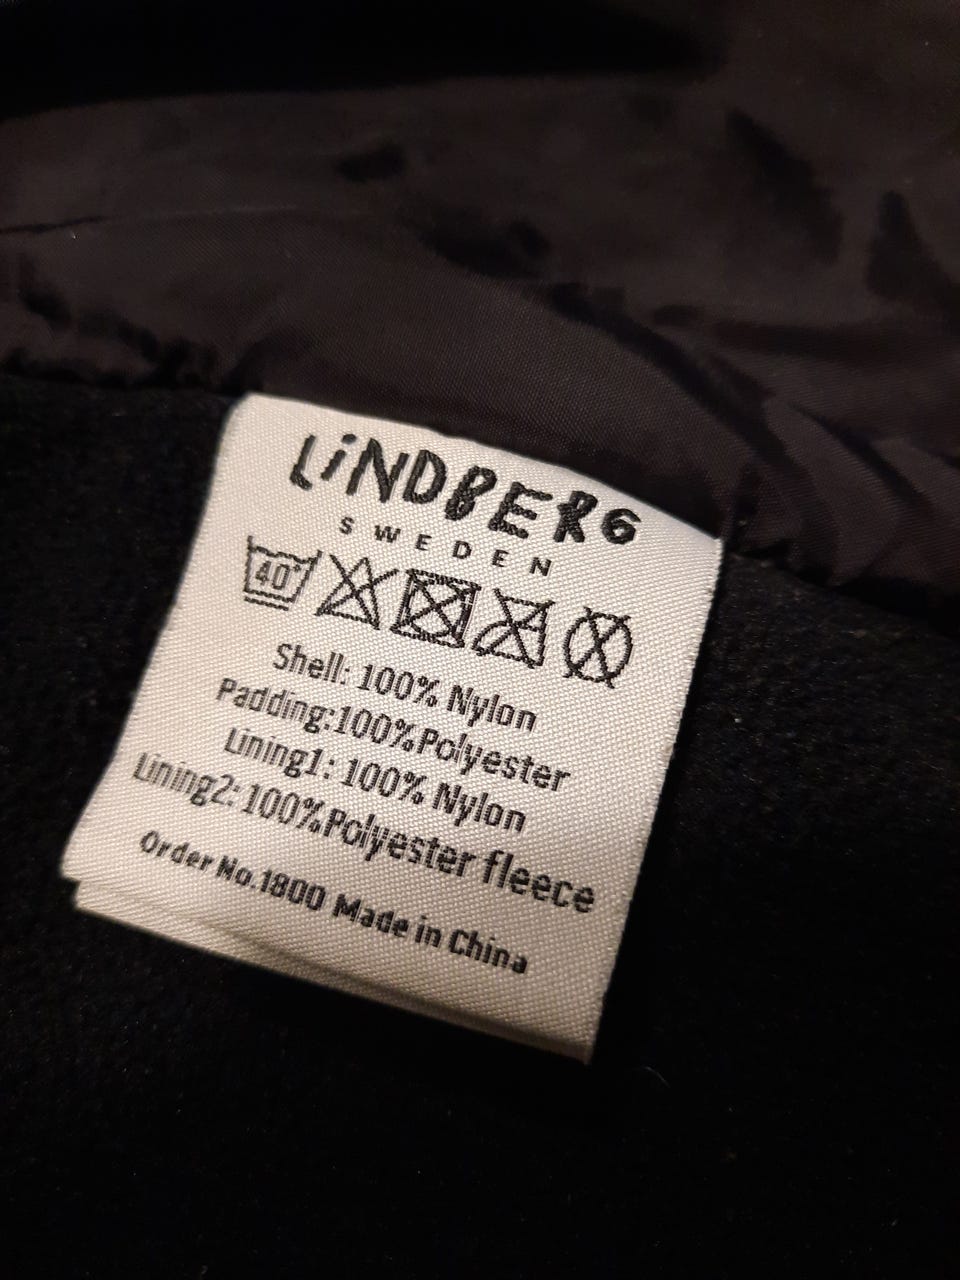 LiNDBERG
SWEDEN
40°
Shell: 100% Nylon
Padding:100%Polyester
Lining1: 100% Nylon
Lining2: 100%Polyester fleece
Order No.1800 Made in China